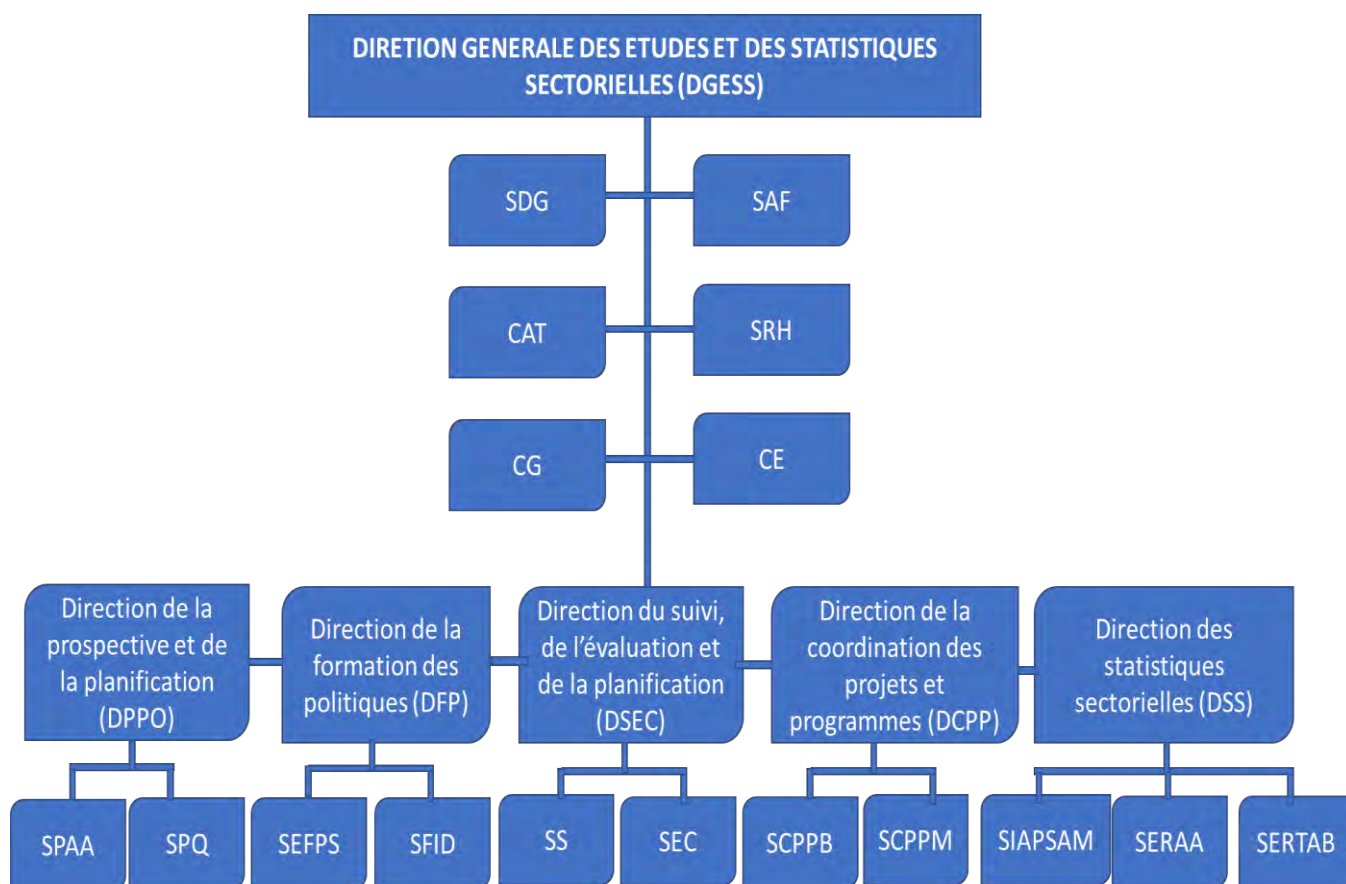 DIRETION GENERALE DES ETUDES ET DES STATISTIQUES
SECTORIELLES (DGESS)
SDG
SAF
CAT
SRH
CG
CE
Direction de la
prospective et de
la planification
(DPPO)
Direction de la
formation des
politiques (DFP)
Direction du suivi,
de l'évaluation et
de la planification
(DSEC)
Direction de la
coordination des
projets et
programmes (DCPP)
Direction des
statistiques
sectorielles (DSS)
SPAA
SPQ
SEFPS
SFID
SS
SEC
SCPPB
SCPPM
SIAPSAM
SERAA
SERTAB